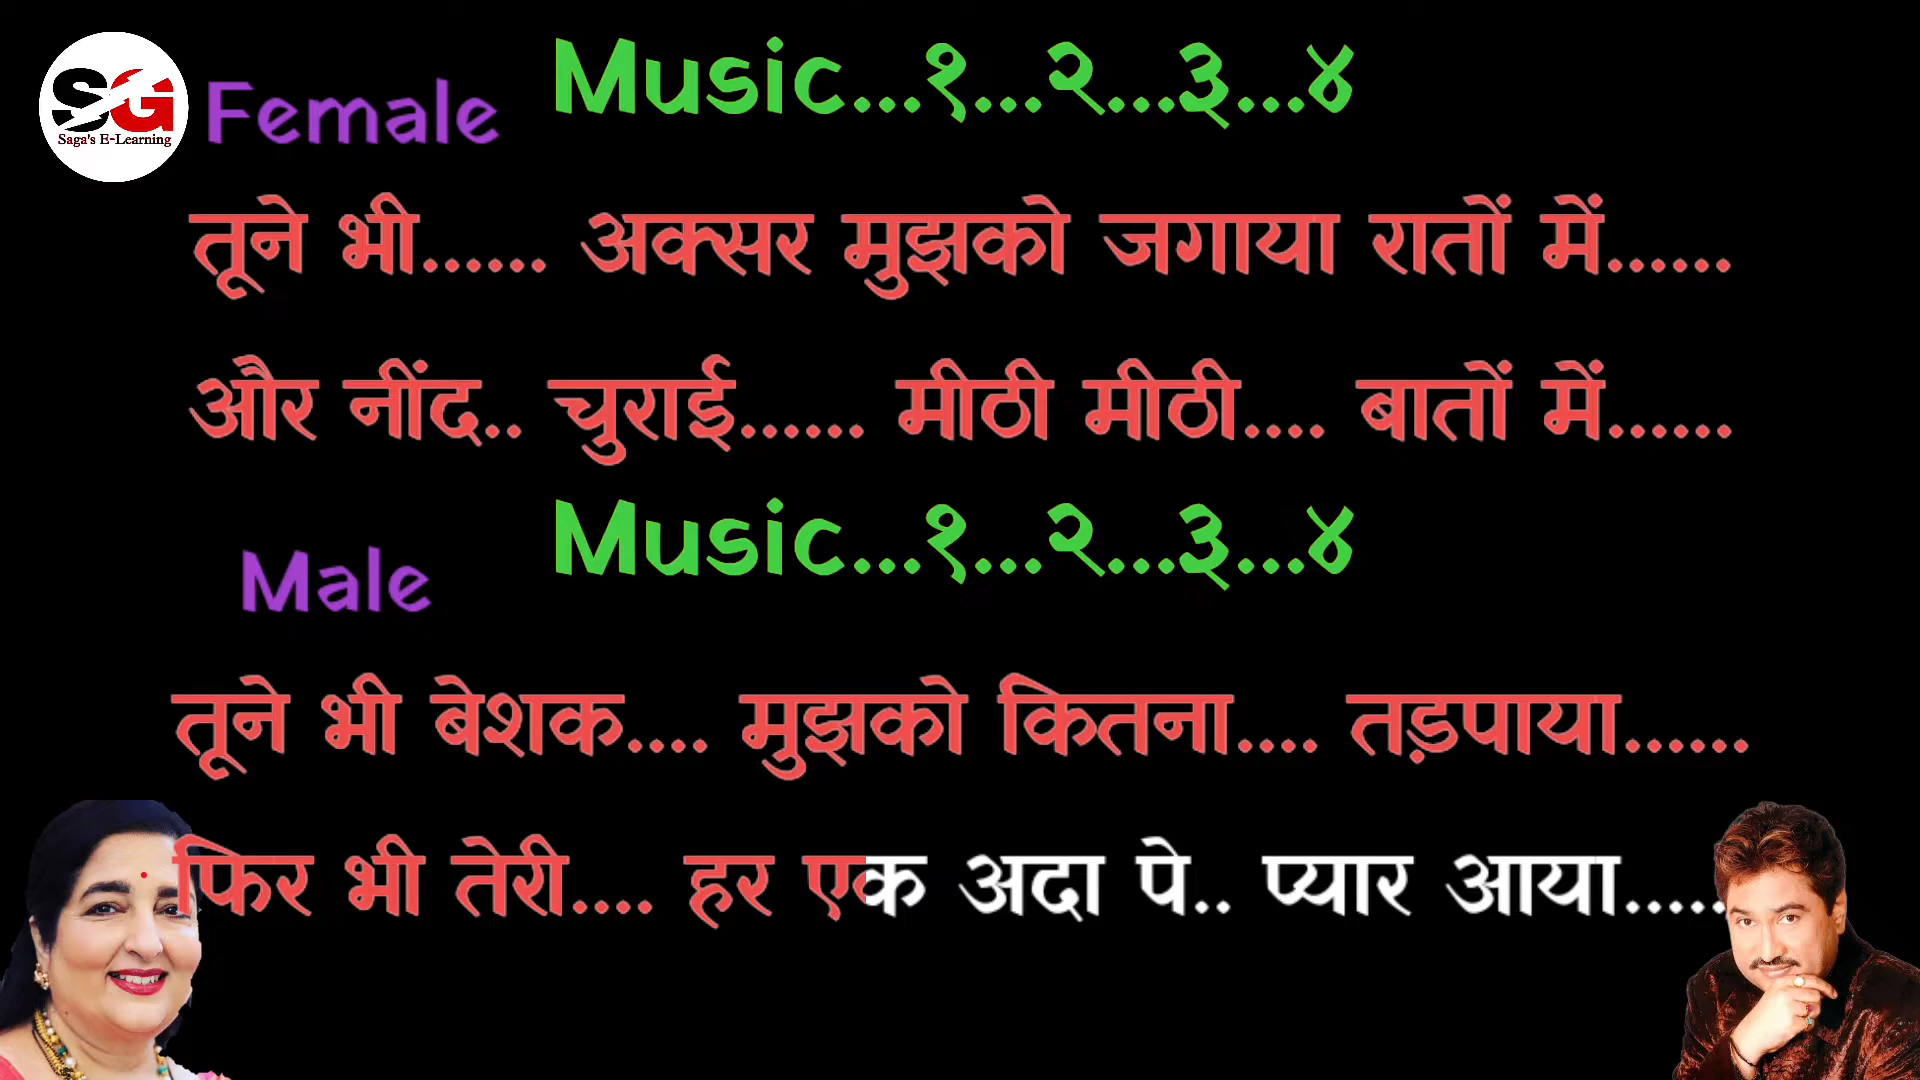 SG
Saga's E-Learning
Female
Music...१...२...३...४
तूने भी...... अक्सर मुझको जगाया रातों में......
और नींद.. चुराई...... मीठी मीठी.... बातों में......
Music...१...२...३...४
Male
तूने भी बेशक.... मुझको कितना.... तड़पाया......
फिर भी तेरी.... हर एक अदा पे.. प्यार आया.....